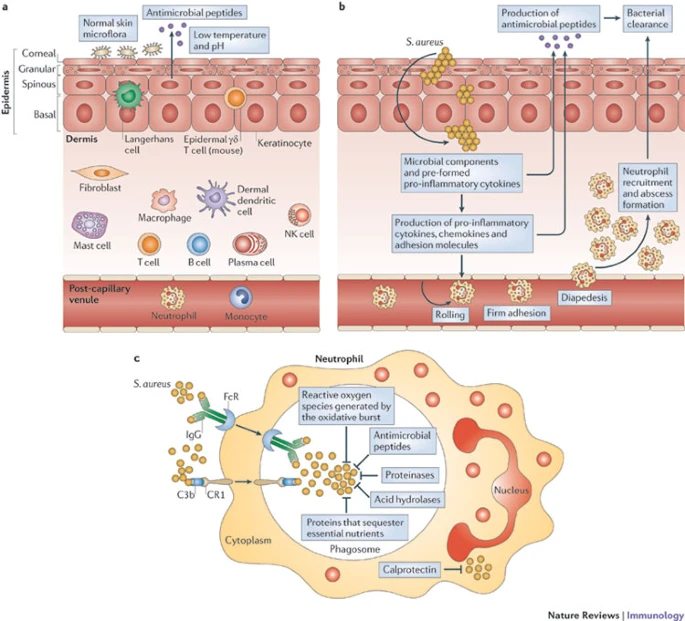 a
Normal skin
microflora
Antimicrobial peptides
Low temperature
and pH
Epidermis
Corneal
Granular
Spinous
Basal
Dermis
Langerhans
cell
Epidermal γδ
T cell (mouse)
Keratinocyte
Fibroblast
Macrophage
Dermal
dendritic
cell
NK cell
Mast cell
T cell
B cell
Plasma cell
Post-capillary
venule
Neutrophil
Monocyte
b
S. aureus
Production of
antimicrobial peptides
Bacterial
clearance
Microbial components
and pre-formed
pro-inflammatory cytokines
Production of pro-inflammatory
cytokines, chemokines and
adhesion molecules
Neutrophil
recruitment
and abscess
formation
Rolling
Firm adhesion
Diapedesis
c
Neutrophil
S. aureus
FcR
IgG
C3b
CR1
Reactive oxygen
species generated by
the oxidative burst
Antimicrobial
peptides
Proteinases
Acid hydrolases
Proteins that sequester
essential nutrients
Phagosome
Cytoplasm
Nucleus
Calprotectin
Nature Reviews | Immunology